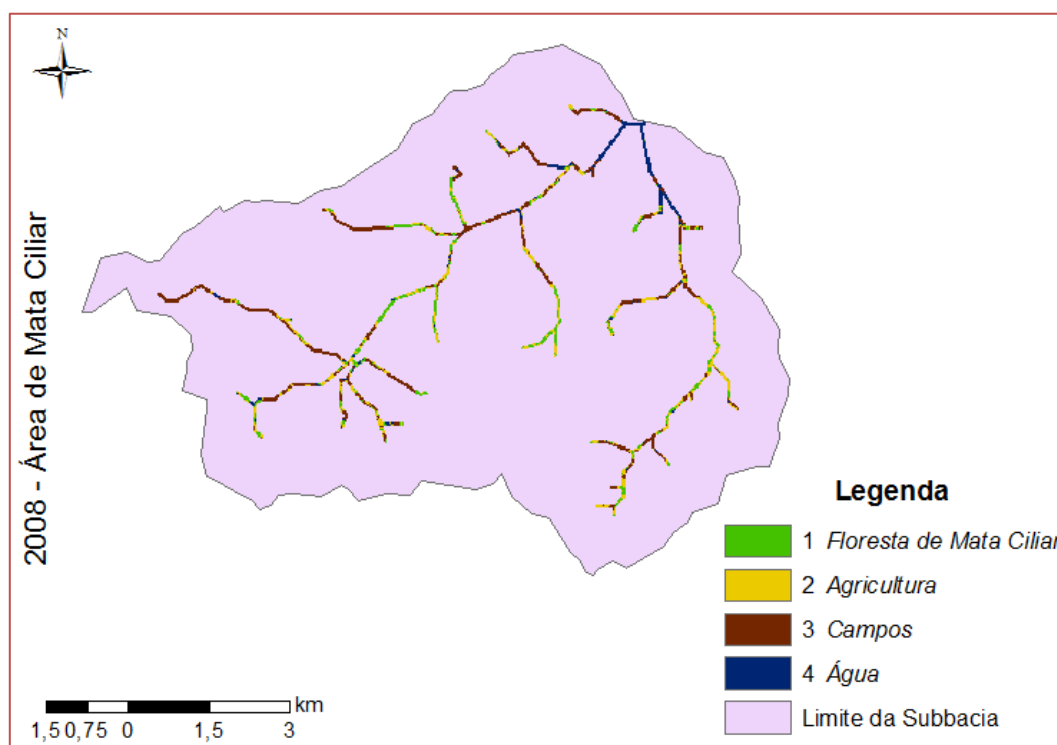 N
2008 - Área de Mata Ciliar
Legenda
1 Floresta de Mata Ciliar
2 Agricultura
3 Campos
4 Água
Limite da Subbacia
km
1,5 0,75 0 1,5 3